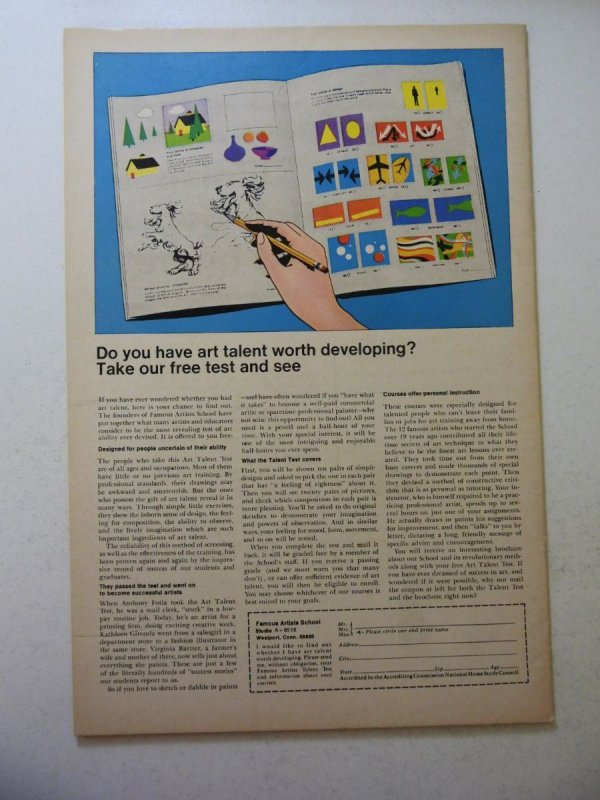 Do you have art talent worth developing?
Take our free test and see
If you have ever wondered whether you had
art talent, here is your chance to find out.
The founders of Famous Artists School have
put together what many artists and educators
consider to be the most revealing test of art
ability ever devised. It is offered to you free.
Designed for people uncertain of their ability
The people who take this Art Talent Test
are of all ages and occupations. Most of them
have little or no previous art training. By
professional standards, their drawings may
be awkward and amateurish. But the ones
who possess the gift of art talent reveal it in
many ways. Through simple little exercises,
they show the inborn sense of design, the feel-
ing for composition, the ability to observe,
and the lively imagination which are such
important ingredients of art talent.
The reliability of this method of screening,
as well as the effectiveness of the training, has
been proven again and again by the impres-
sive record of success of our students and
graduates.
They passed the test and went on
to become successful artists
When Anthony Fotia took the Art Talent
Test, he was a mail clerk, "stuck" in a low-
pay routine job. Today, he's an artist for a
printing firm, doing exciting creative work.
Kathleen Gironda went from a salesgirl in a
department store to a fashion illustrator in
the same store. Virginia Bartter, a farmer's
wife and mother of three, now sells just about
everything she paints. These are just a few
of the literally hundreds of "success stories"
our students report to us.
So if you love to sketch or dabble in paints
—and have often wondered if you "have what
it takes" to become a well-paid commercial
artist or sparetime professional painter—why
not seize this opportunity to find out? All you
need is a pencil and a half-hour of your
time. With your special interest, it will be
one of the most intriguing and enjoyable
half-hours you ever spent.
What the Talent Test covers
First, you will be shown ten pairs of simple
designs and asked to pick the one in each pair
that has "a feeling of rightness" about it.
Then you will see twenty pairs of pictures,
and check which composition in each pair is
more pleasing. You'll be asked to do original
sketches to demonstrate your imagination
and powers of observation. And in similar
ways, your feeling for mood, form, movement,
and so on will be tested.
When you complete the test and mail it
back, it will be graded free by a member of
the School's staff. If you receive a passing
grade (and we must warn you that many
don't), or can offer sufficient evidence of art
talent, you will then be eligible to enroll.
You may choose whichever of our courses is
best suited to your goals.
Courses offer personal instruction
These courses were especially designed for
talented people who can't leave their fami-
lies or jobs for art training away from home.
The 12 famous artists who started the School
over 19 years ago contributed all their life-
time secrets of art technique to what they
believe to be the finest art lessons ever cre-
ated. They took time out from their own
busy careers and made thousands of special
drawings to demonstrate each point. Then
they devised a method of constructive criti-
cism that is as personal as tutoring. Your in-
structor, who is himself required to be a prac-
ticing professional artist, spends up to sev-
eral hours on just one of your assignments.
He actually draws or paints his suggestions
for improvement, and then "talks" to you by
letter, dictating a long, friendly message of
specific advice and encouragement.
You will receive an interesting brochure
about our School and its revolutionary meth-
ods along with your free Art Talent Test. If
you have ever dreamed of success in art, and
wondered if it were possible, why not mail
the coupon at left for both the Talent Test
and the brochure right now?
Famous Artists School
Studio
Westport, Conn. 06880
I would like to find out
whether I have art talent
worth developing. Please send
me, without obligation, your
Famous Artists Talent Test
and information about your
courses.
Mr.
Mrs.
Miss
Please circle one and print name
Address
City
State Zip Age
Accredited by the Accrediting Commission National Home Study Council